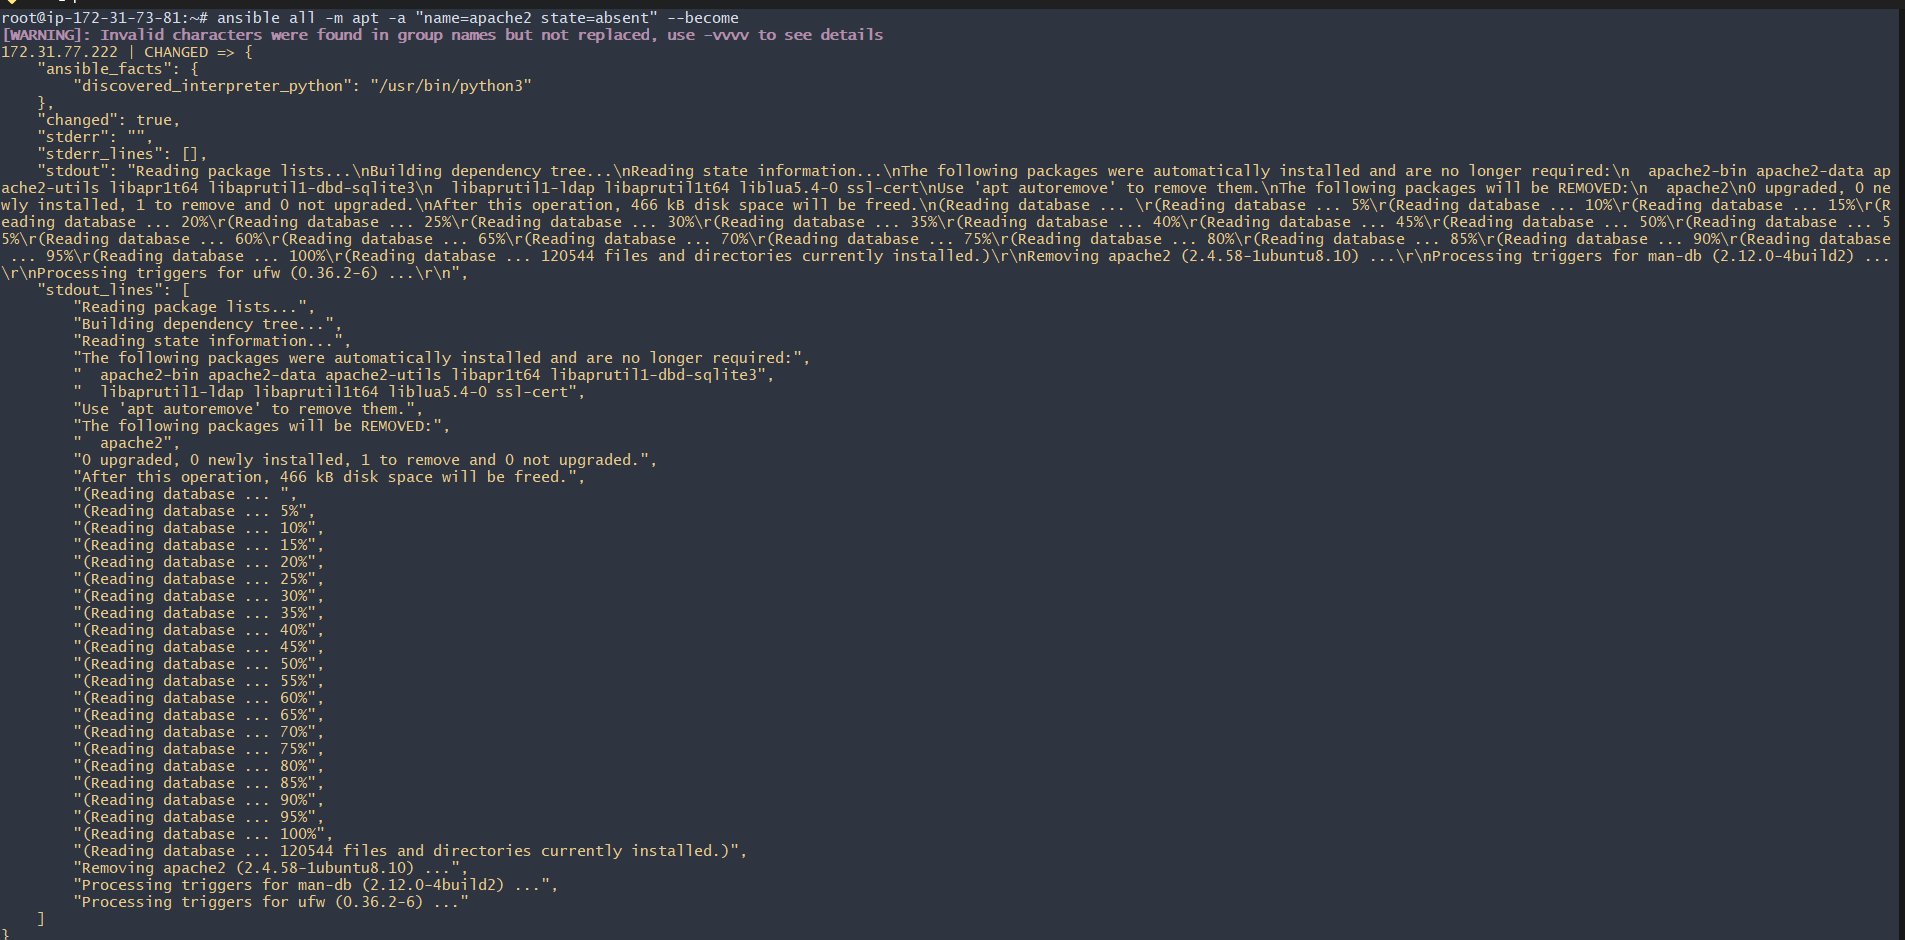 root@ip-172-31-73-81:~# ansible all -m apt -a "name=apache2 state=absent" --become
[WARNING]: Invalid characters were found in group names but not replaced, use -vvvv to see details
172.31.77.222 | CHANGED => {
    "ansible_facts": {
        "discovered_interpreter_python": "/usr/bin/python3"
    },
    "changed": true,
    "stderr": "",
    "stderr_lines": [],
    "stdout": "Reading package lists...\nBuilding dependency tree...\nReading state information...\nThe following packages were automatically installed and are no longer required:\n  apache2-bin apache2-data ap
ache2-utils libapr1t64 libaprutil1-dbd-sqlite3\n  libaprutil1-ldap libaprutil1t64 liblua5.4-0 ssl-cert\nUse 'apt autoremove' to remove them.\nThe following packages will be REMOVED:\n  apache2\n0 upgraded, 0 ne
wly installed, 1 to remove and 0 not upgraded.\nAfter this operation, 466 kB disk space will be freed.\n(Reading database ... \r(Reading database ... 5%\r(Reading database ... 10%\r(Reading database ... 15%\r(R
eading database ... 20%\r(Reading database ... 25%\r(Reading database ... 30%\r(Reading database ... 35%\r(Reading database ... 40%\r(Reading database ... 45%\r(Reading database ... 50%\r(Reading database ... 5
5%\r(Reading database ... 60%\r(Reading database ... 65%\r(Reading database ... 70%\r(Reading database ... 75%\r(Reading database ... 80%\r(Reading database ... 85%\r(Reading database ... 90%\r(Reading database
 ... 95%\r(Reading database ... 100%\r(Reading database ... 120544 files and directories currently installed.)\r\nRemoving apache2 (2.4.58-1ubuntu8.10) ...\r\nProcessing triggers for man-db (2.12.0-4build2) ...
\r\nProcessing triggers for ufw (0.36.2-6) ...\r\n",
    "stdout_lines": [
        "Reading package lists...",
        "Building dependency tree...",
        "Reading state information...",
        "The following packages were automatically installed and are no longer required:",
        "  apache2-bin apache2-data apache2-utils libapr1t64 libaprutil1-dbd-sqlite3",
        "  libaprutil1-ldap libaprutil1t64 liblua5.4-0 ssl-cert",
        "Use 'apt autoremove' to remove them.",
        "The following packages will be REMOVED:",
        "  apache2",
        "0 upgraded, 0 newly installed, 1 to remove and 0 not upgraded.",
        "After this operation, 466 kB disk space will be freed.",
        "(Reading database ... ",
        "(Reading database ... 5%",
        "(Reading database ... 10%",
        "(Reading database ... 15%",
        "(Reading database ... 20%",
        "(Reading database ... 25%",
        "(Reading database ... 30%",
        "(Reading database ... 35%",
        "(Reading database ... 40%",
        "(Reading database ... 45%",
        "(Reading database ... 50%",
        "(Reading database ... 55%",
        "(Reading database ... 60%",
        "(Reading database ... 65%",
        "(Reading database ... 70%",
        "(Reading database ... 75%",
        "(Reading database ... 80%",
        "(Reading database ... 85%",
        "(Reading database ... 90%",
        "(Reading database ... 95%",
        "(Reading database ... 100%",
        "(Reading database ... 120544 files and directories currently installed.)",
        "Removing apache2 (2.4.58-1ubuntu8.10) ...",
        "Processing triggers for man-db (2.12.0-4build2) ...",
        "Processing triggers for ufw (0.36.2-6) ..."
    ]
}